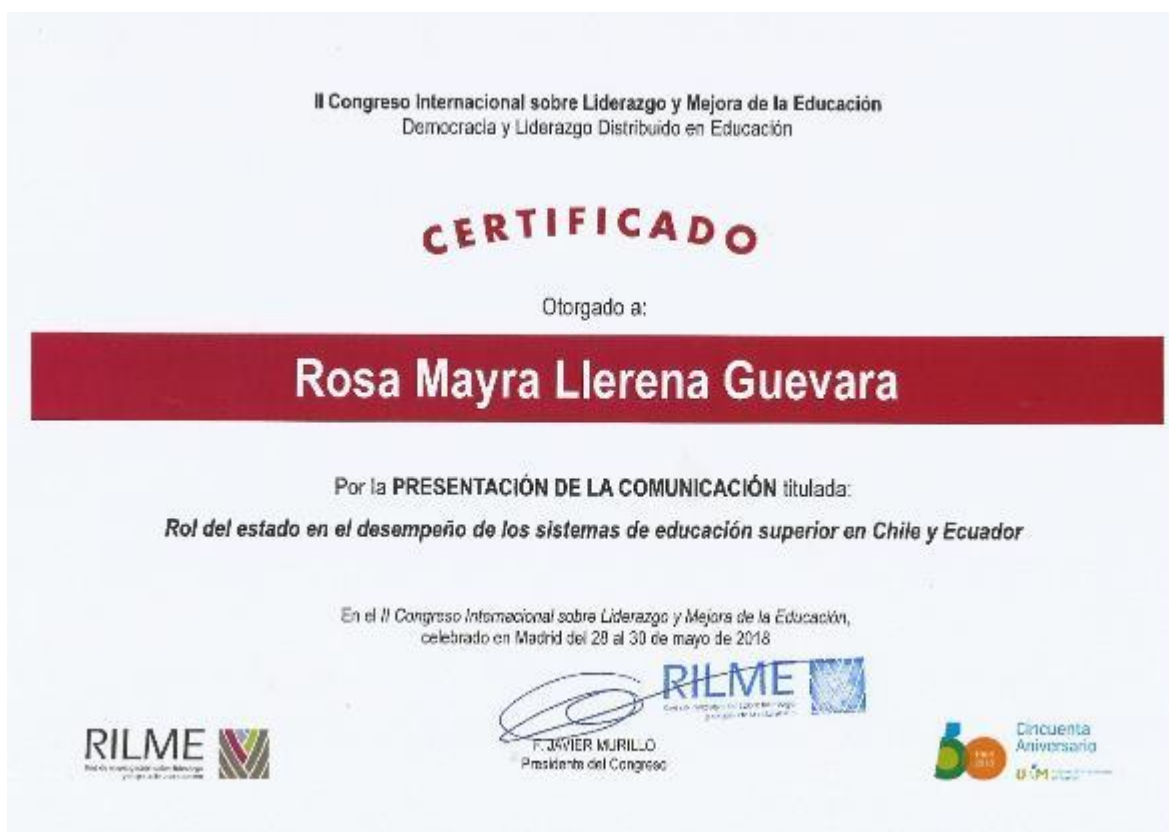 II Congreso Internacional sobre Liderazgo y Mejora de la Educación
Democracia y Liderazgo Distribuido en Educación
CERTIFICADO
Otorgado a:
Rosa Mayra Llerena Guevara
Por la PRESENTACIÓN DE LA COMUNICACIÓN titulada:
Rol del estado en el desempeño de los sistemas de educación superior en Chile y Ecuador
En el II Congreso Internacional sobre Liderazgo y Mejora de la Educación,
celebrado en Madrid del 28 al 30 de mayo de 2018
RILME
F. JAVIER MURILLO
Presidente del Congreso
RILME
50
Cincuenta
Aniversario
UAM